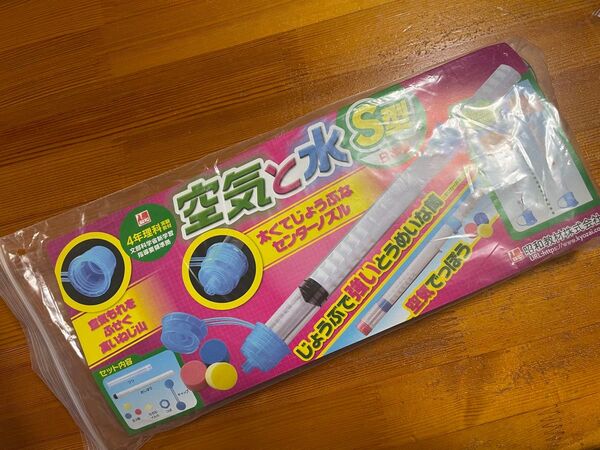 空気と水 S型
4年理科
文部科学省新学習
指導要領準拠
太くてじょうぶな
センターノズル
空気もれを
ふせぐ
高いねじ山
じょうぶで強いとうめいな筒
空気でっぽう
セット内容
昭和教材株式会社